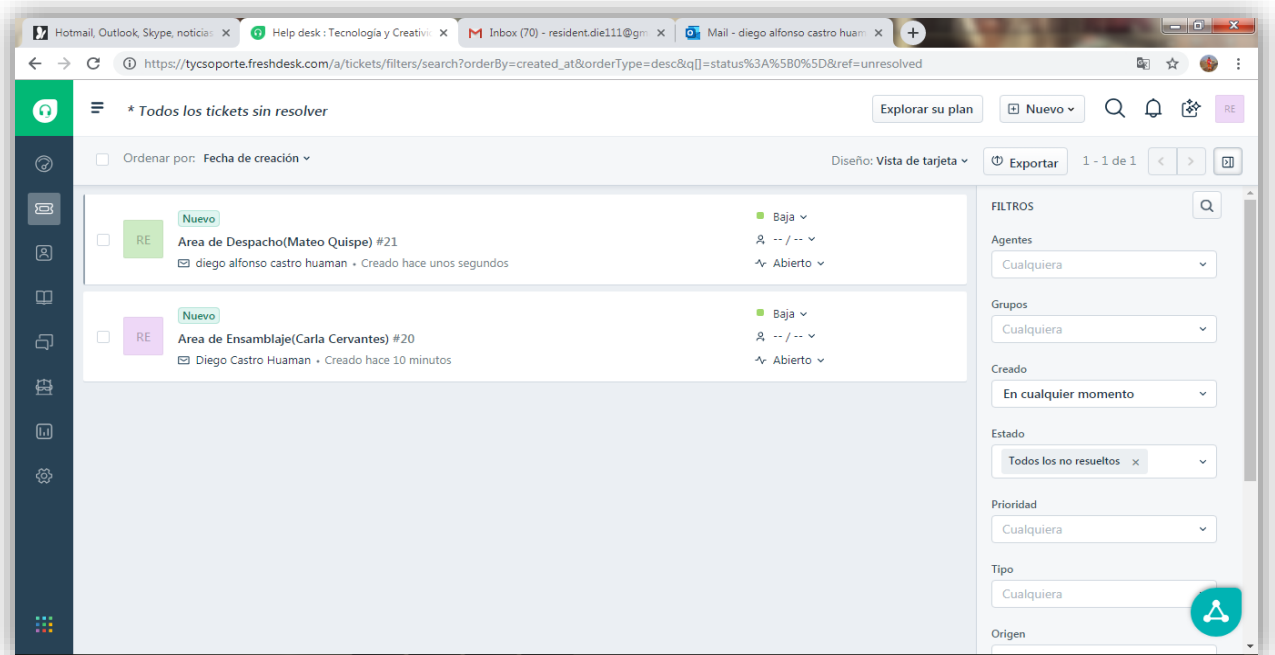 Hotmail, Outlook, Skype, noticias
Help desk : Tecnología y Creativi
Inbox (70) - resident.die111@gm
Mail - diego alfonso castro huam
https://tycsoporte.freshdesk.com/a/tickets/filters/search?orderBy=created_at&orderType=desc&q[]=status%3A%5B0%5D&ref=unresolved
* Todos los tickets sin resolver
Explorar su plan
Nuevo
RE
Ordenar por: Fecha de creación
Diseño: Vista de tarjeta
Exportar
1 - 1 de 1
RE
Nuevo
Area de Despacho(Mateo Quispe) #21
diego alfonso castro huaman • Creado hace unos segundos
Baja
-- / --
Abierto
RE
Nuevo
Area de Ensamblaje(Carla Cervantes) #20
Diego Castro Huaman • Creado hace 10 minutos
Baja
-- / --
Abierto
FILTROS
Agentes
Cualquiera
Grupos
Cualquiera
Creado
En cualquier momento
Estado
Todos los no resueltos ×
Prioridad
Cualquiera
Tipo
Cualquiera
Origen